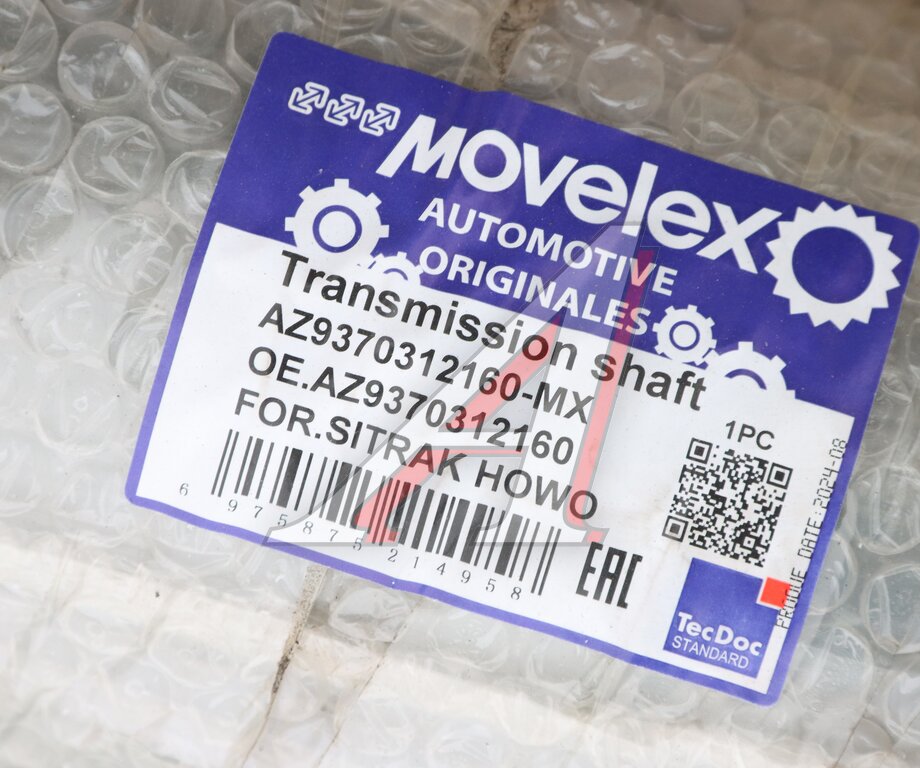 Movelex
AUTOMOTIVE
ORIGINALES
Transmission shaft
AZ9370312160-MX
OE.AZ9370312160
FOR.SITRAK HOWO
6 975875 214958
EAC
1PC
PRODUE DATE:2024-08
TecDoc
STANDARD